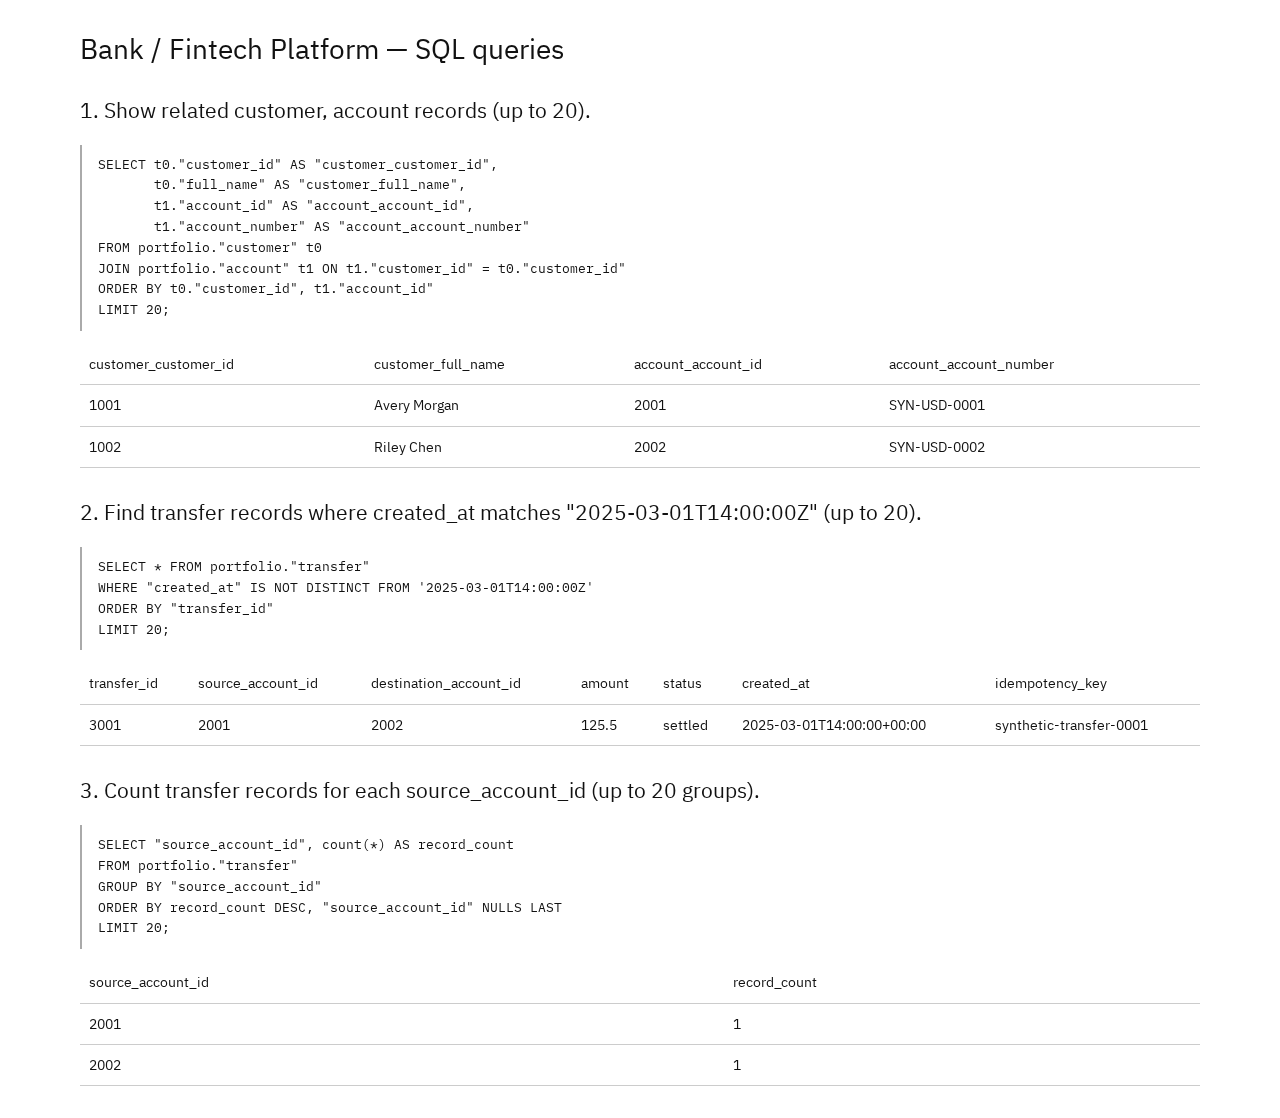 Bank / Fintech Platform — SQL queries
1. Show related customer, account records (up to 20).
SELECT t0."customer_id" AS "customer_customer_id",
       t0."full_name" AS "customer_full_name",
       t1."account_id" AS "account_account_id",
       t1."account_number" AS "account_account_number"
FROM portfolio."customer" t0
JOIN portfolio."account" t1 ON t1."customer_id" = t0."customer_id"
ORDER BY t0."customer_id", t1."account_id"
LIMIT 20;
customer_customer_id customer_full_name account_account_id account_account_number
1001 Avery Morgan 2001 SYN-USD-0001
1002 Riley Chen 2002 SYN-USD-0002
2. Find transfer records where created_at matches "2025-03-01T14:00:00Z" (up to 20).
SELECT * FROM portfolio."transfer"
WHERE "created_at" IS NOT DISTINCT FROM '2025-03-01T14:00:00Z'
ORDER BY "transfer_id"
LIMIT 20;
transfer_id source_account_id destination_account_id amount status created_at idempotency_key
3001 2001 2002 125.5 settled 2025-03-01T14:00:00+00:00 synthetic-transfer-0001
3. Count transfer records for each source_account_id (up to 20 groups).
SELECT "source_account_id", count(*) AS record_count
FROM portfolio."transfer"
GROUP BY "source_account_id"
ORDER BY record_count DESC, "source_account_id" NULLS LAST
LIMIT 20;
source_account_id record_count
2001 1
2002 1